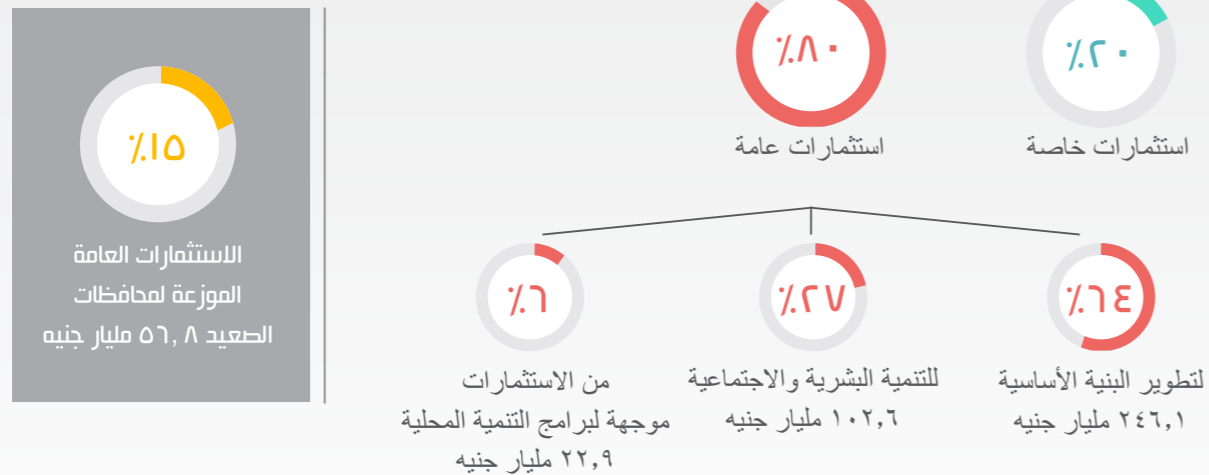 ٪٢٠
استثمارات خاصة
٪٨٠
استثمارات عامة
٪٦٤
لتطوير البنية الأساسية
٢٤٦,١ مليار جنيه
٪٢٧
للتنمية البشرية والاجتماعية
١٠٢,٦ مليار جنيه
٪٦
من الاستثمارات
موجهة لبرامج التنمية المحلية
٢٢,٩ مليار جنيه
٪١٥
الاستثمارات العامة
الموزعة لمحافظات
الصعيد ٥٦,٨ مليار جنيه